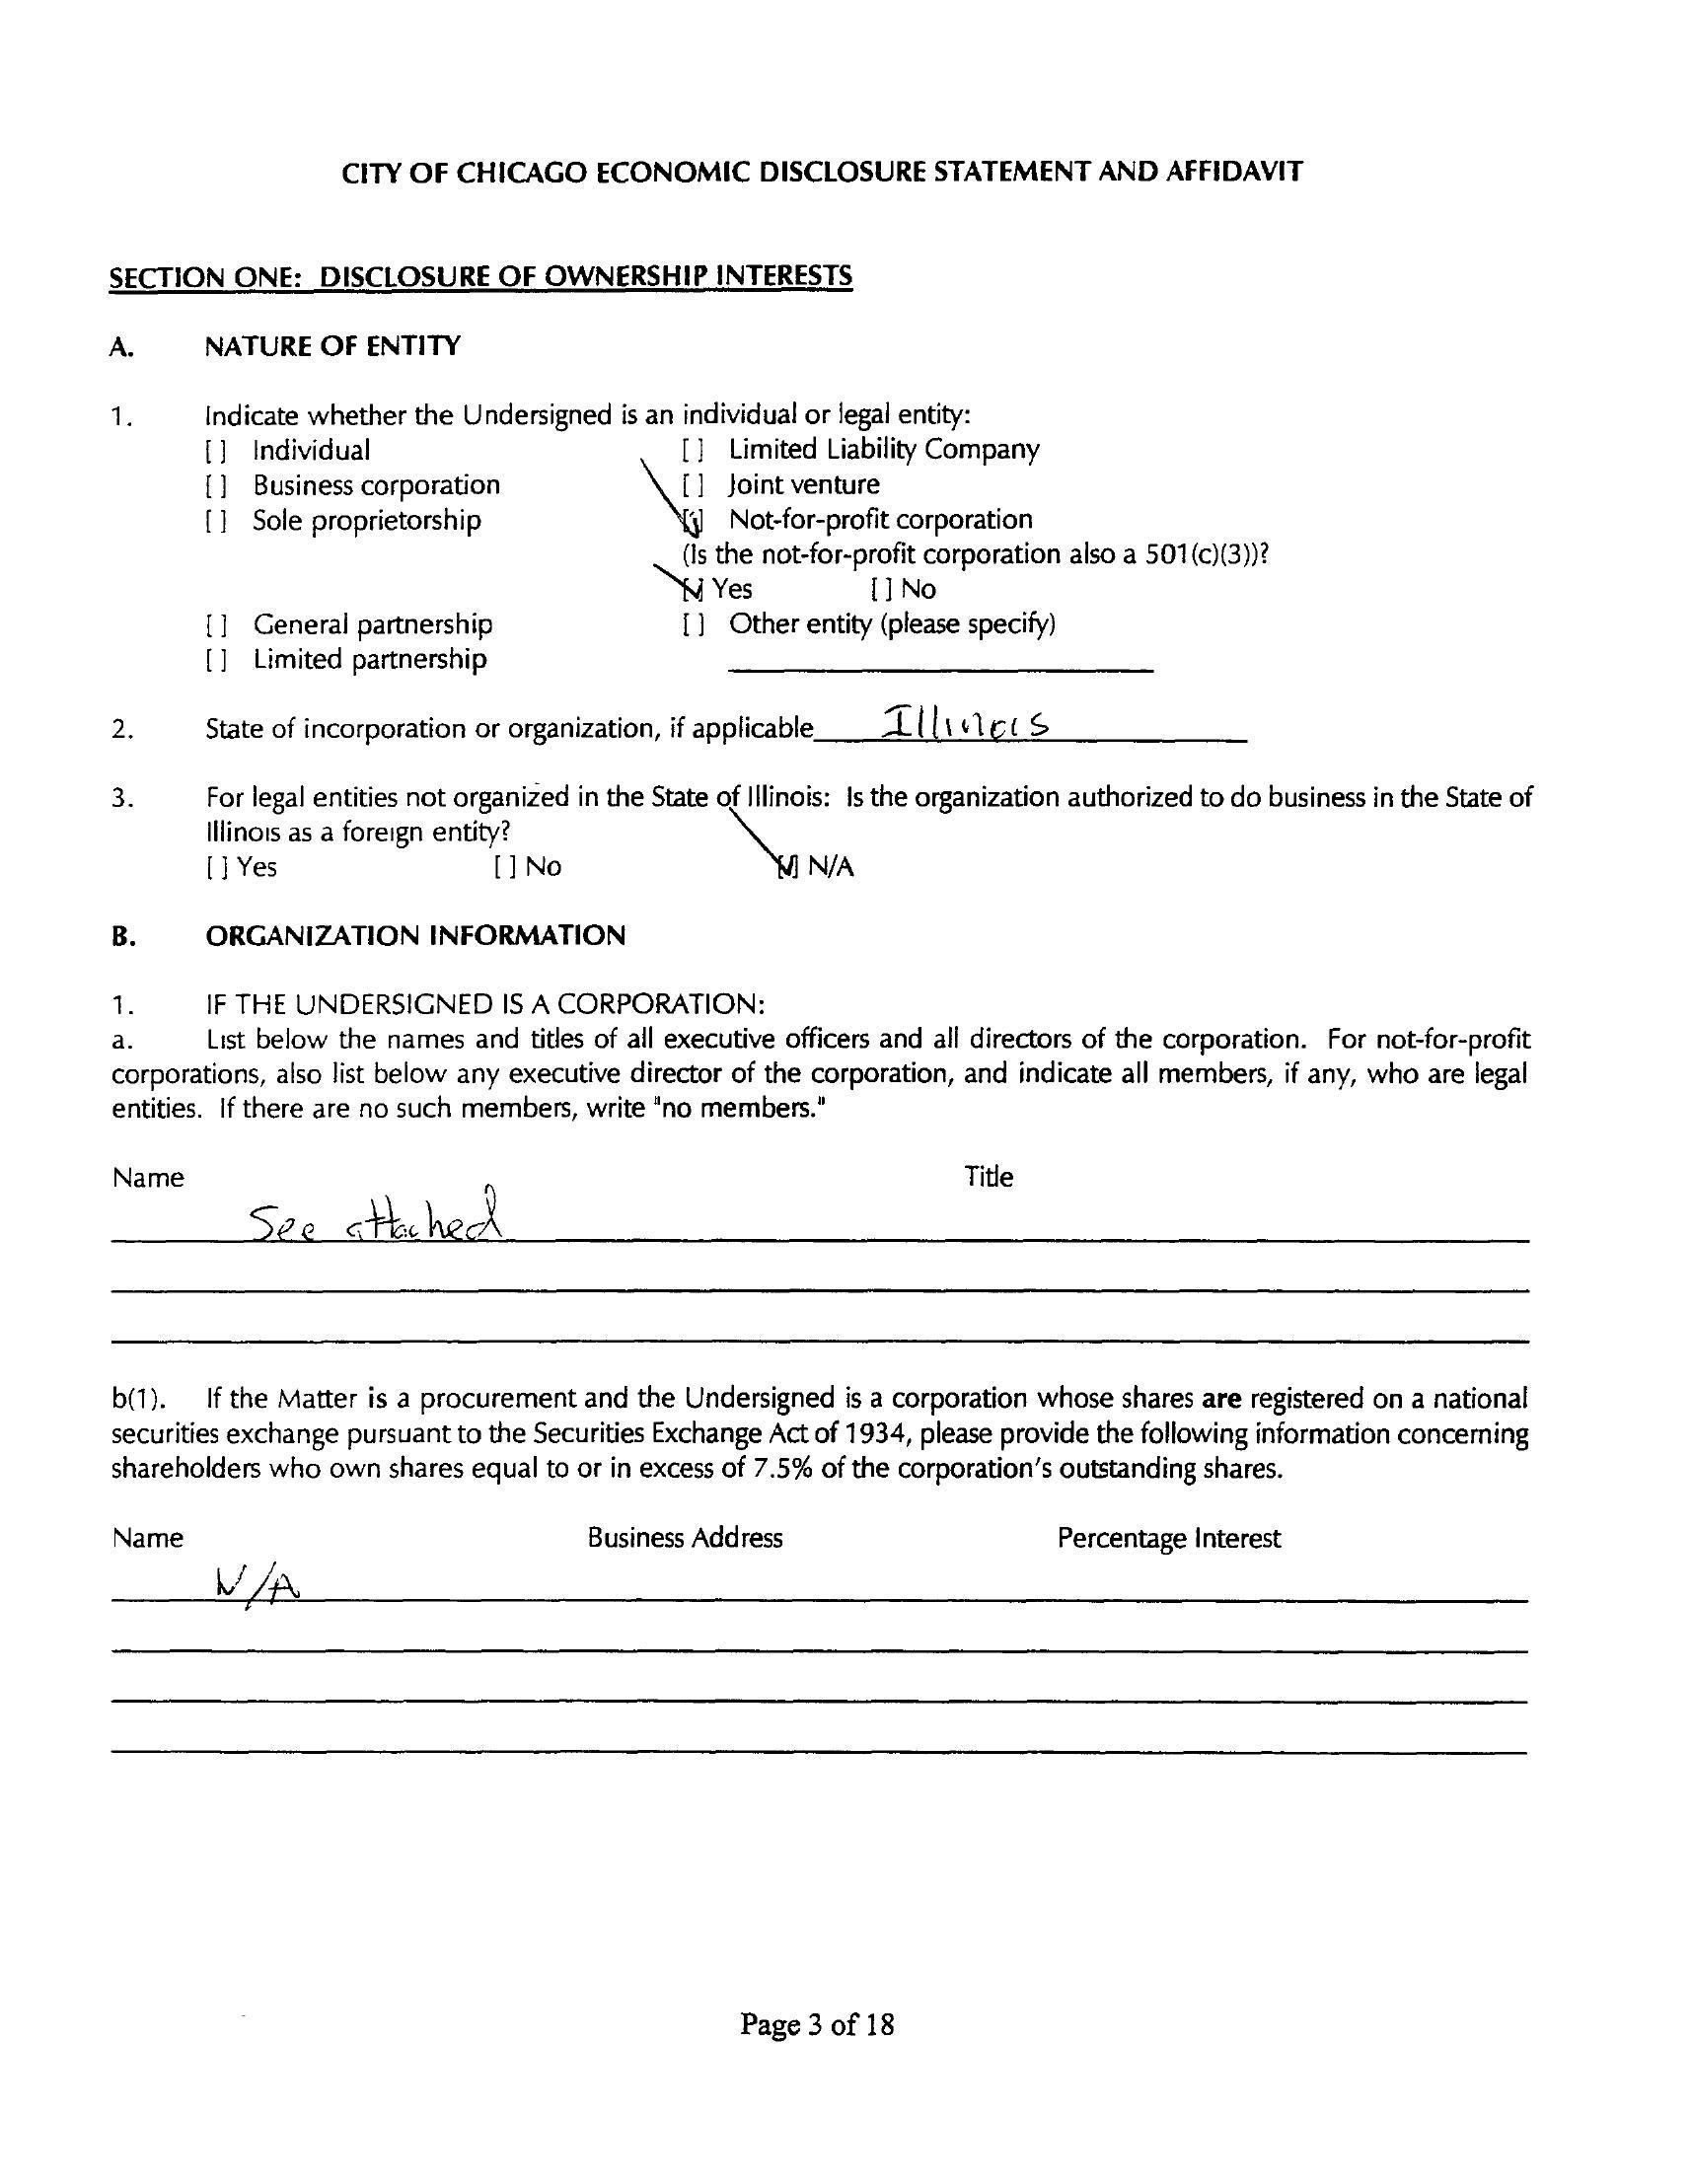 CITY OF CHICAGO ECONOMIC DISCLOSURE STATEMENT AND AFFIDAVIT
SECTION ONE: DISCLOSURE OF OWNERSHIP INTERESTS
A. NATURE OF ENTITY
1. Indicate whether the Undersigned is an individual or legal entity:
[ ] Individual [ ] Limited Liability Company
[ ] Business corporation [ ] Joint venture
[ ] Sole proprietorship [✓] Not-for-profit corporation
(Is the not-for-profit corporation also a 501(c)(3))?
[✓] Yes [ ] No
[ ] General partnership [ ] Other entity (please specify)
[ ] Limited partnership
2. State of incorporation or organization, if applicable Illinois
3. For legal entities not organized in the State of Illinois: Is the organization authorized to do business in the State of
Illinois as a foreign entity?
[ ] Yes [ ] No [✓] N/A
B. ORGANIZATION INFORMATION
1. IF THE UNDERSIGNED IS A CORPORATION:
a. List below the names and titles of all executive officers and all directors of the corporation. For not-for-profit
corporations, also list below any executive director of the corporation, and indicate all members, if any, who are legal
entities. If there are no such members, write "no members."
Name Title
See attached
b(1). If the Matter is a procurement and the Undersigned is a corporation whose shares are registered on a national
securities exchange pursuant to the Securities Exchange Act of 1934, please provide the following information concerning
shareholders who own shares equal to or in excess of 7.5% of the corporation's outstanding shares.
Name Business Address Percentage Interest
N/A
Page 3 of 18